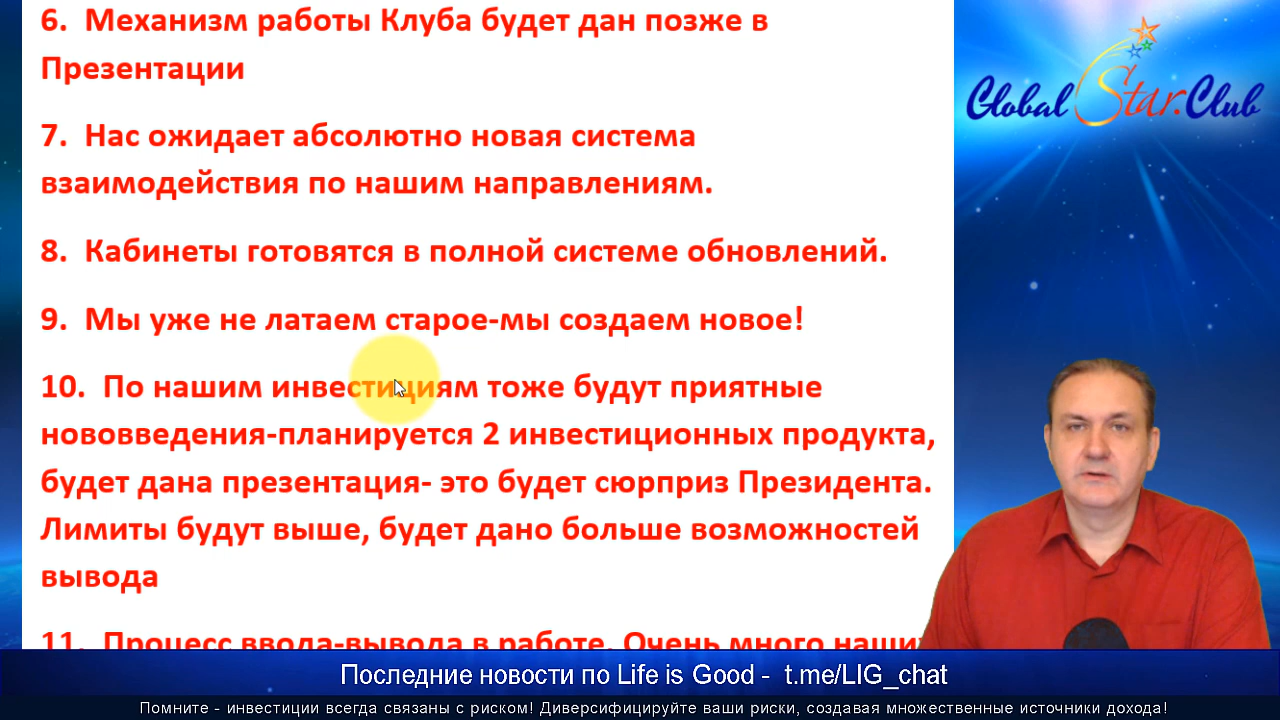 6. Механизм работы Клуба будет дан позже в
Презентации
7. Нас ожидает абсолютно новая система
взаимодействия по нашим направлениям.
8. Кабинеты готовятся в полной системе обновлений.
9. Мы уже не латаем старое-мы создаем новое!
10. По нашим инвестициям тоже будут приятные
нововведения-планируется 2 инвестиционных продукта,
будет дана презентация- это будет сюрприз Президента.
Лимиты будут выше, будет дано больше возможностей
вывода
11. Процесс ввода-вывода в работе. Очень много наших
Global Star.Club
Последние новости по Life is Good - t.me/LIG_chat
Помните - инвестиции всегда связаны с риском! Диверсифицируйте ваши риски, создавая множественные источники дохода!